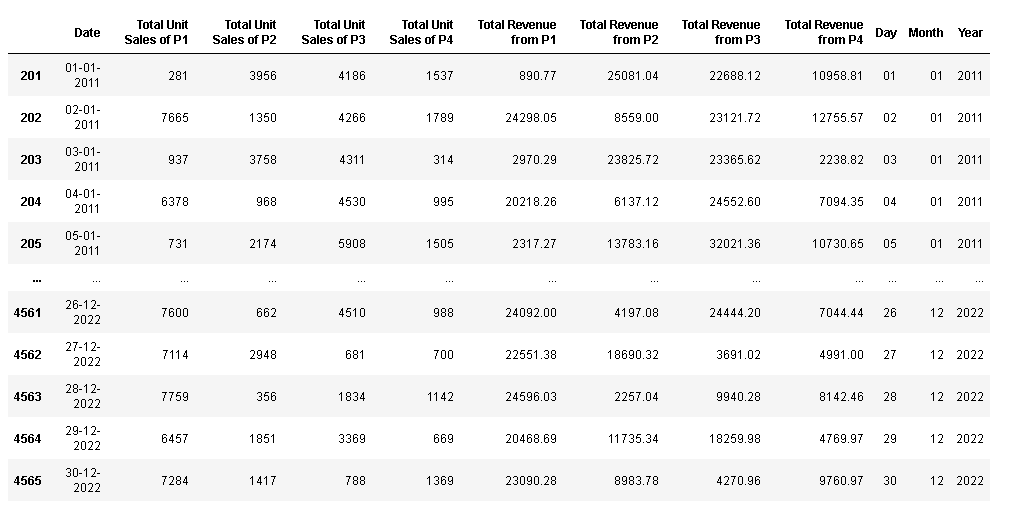 Date Total Unit Sales of P1 Total Unit Sales of P2 Total Unit Sales of P3 Total Unit Sales of P4 Total Revenue from P1 Total Revenue from P2 Total Revenue from P3 Total Revenue from P4 Day Month Year
201 01-01-2011 281 3956 4186 1537 890.77 25081.04 22688.12 10958.81 01 01 2011
202 02-01-2011 7665 1350 4266 1789 24298.05 8559.00 23121.72 12755.57 02 01 2011
203 03-01-2011 937 3758 4311 314 2970.29 23825.72 23365.62 2238.82 03 01 2011
204 04-01-2011 6378 968 4530 995 20218.26 6137.12 24552.60 7094.35 04 01 2011
205 05-01-2011 731 2174 5908 1505 2317.27 13783.16 32021.36 10730.65 05 01 2011
... ... ... ... ... ... ... ... ... ... ... ... ...
4561 26-12-2022 7600 662 4510 988 24092.00 4197.08 24444.20 7044.44 26 12 2022
4562 27-12-2022 7114 2948 681 700 22551.38 18690.32 3691.02 4991.00 27 12 2022
4563 28-12-2022 7759 356 1834 1142 24596.03 2257.04 9940.28 8142.46 28 12 2022
4564 29-12-2022 6457 1851 3369 669 20468.69 11735.34 18259.98 4769.97 29 12 2022
4565 30-12-2022 7284 1417 788 1369 23090.28 8983.78 4270.96 9760.97 30 12 2022